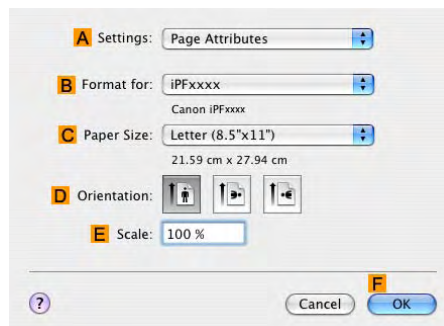 A Settings: Page Attributes
B Format for: iPFxxxx
Canon iPFxxxx
C Paper Size: Letter (8.5"x11")
21.59 cm x 27.94 cm
D Orientation:
E Scale: 100 %
F
? Cancel OK